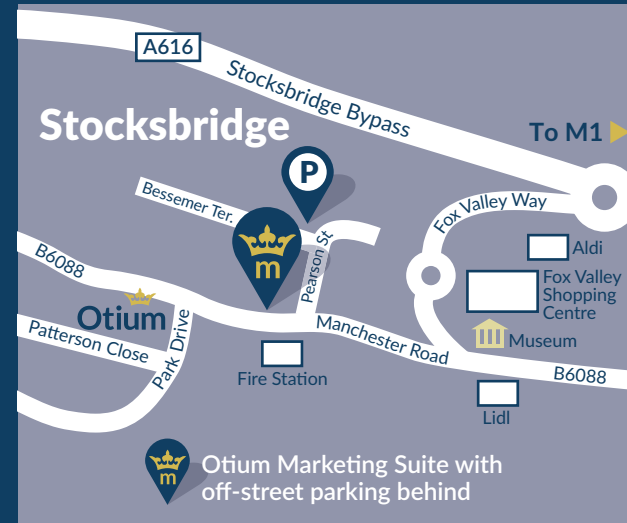 A616
Stocksbridge Bypass
Stocksbridge
To M1
P
Bessemer Ter.
Fox Valley Way
Pearson St
B6088
m
Aldi
Fox Valley
Shopping
Centre
Otium
Patterson Close
Park Drive
Manchester Road
Museum
Fire Station
B6088
Lidl
m
Otium Marketing Suite with
off-street parking behind